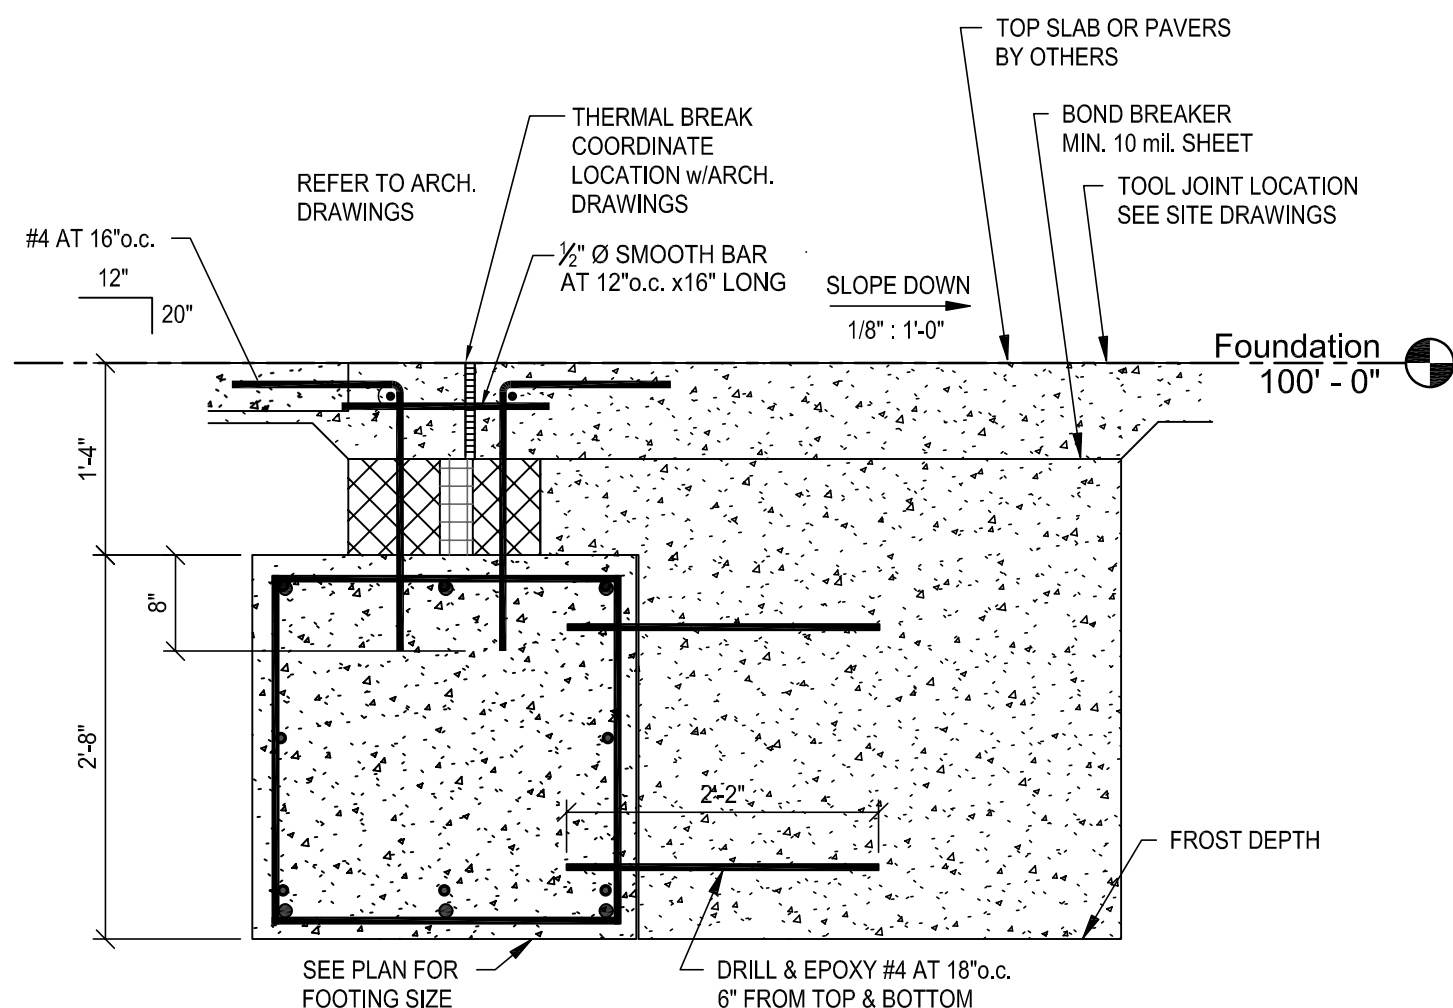 TOP SLAB OR PAVERS
BY OTHERS
THERMAL BREAK
COORDINATE
LOCATION w/ARCH.
DRAWINGS
BOND BREAKER
MIN. 10 mil. SHEET
REFER TO ARCH.
DRAWINGS
TOOL JOINT LOCATION
SEE SITE DRAWINGS
#4 AT 16"o.c.
12"
20"
½" Ø SMOOTH BAR
AT 12"o.c. x16" LONG
SLOPE DOWN
1/8" : 1'-0"
Foundation
100' - 0"
1'-4"
8"
2'-8"
2'-2"
FROST DEPTH
SEE PLAN FOR
FOOTING SIZE
DRILL & EPOXY #4 AT 18"o.c.
6" FROM TOP & BOTTOM